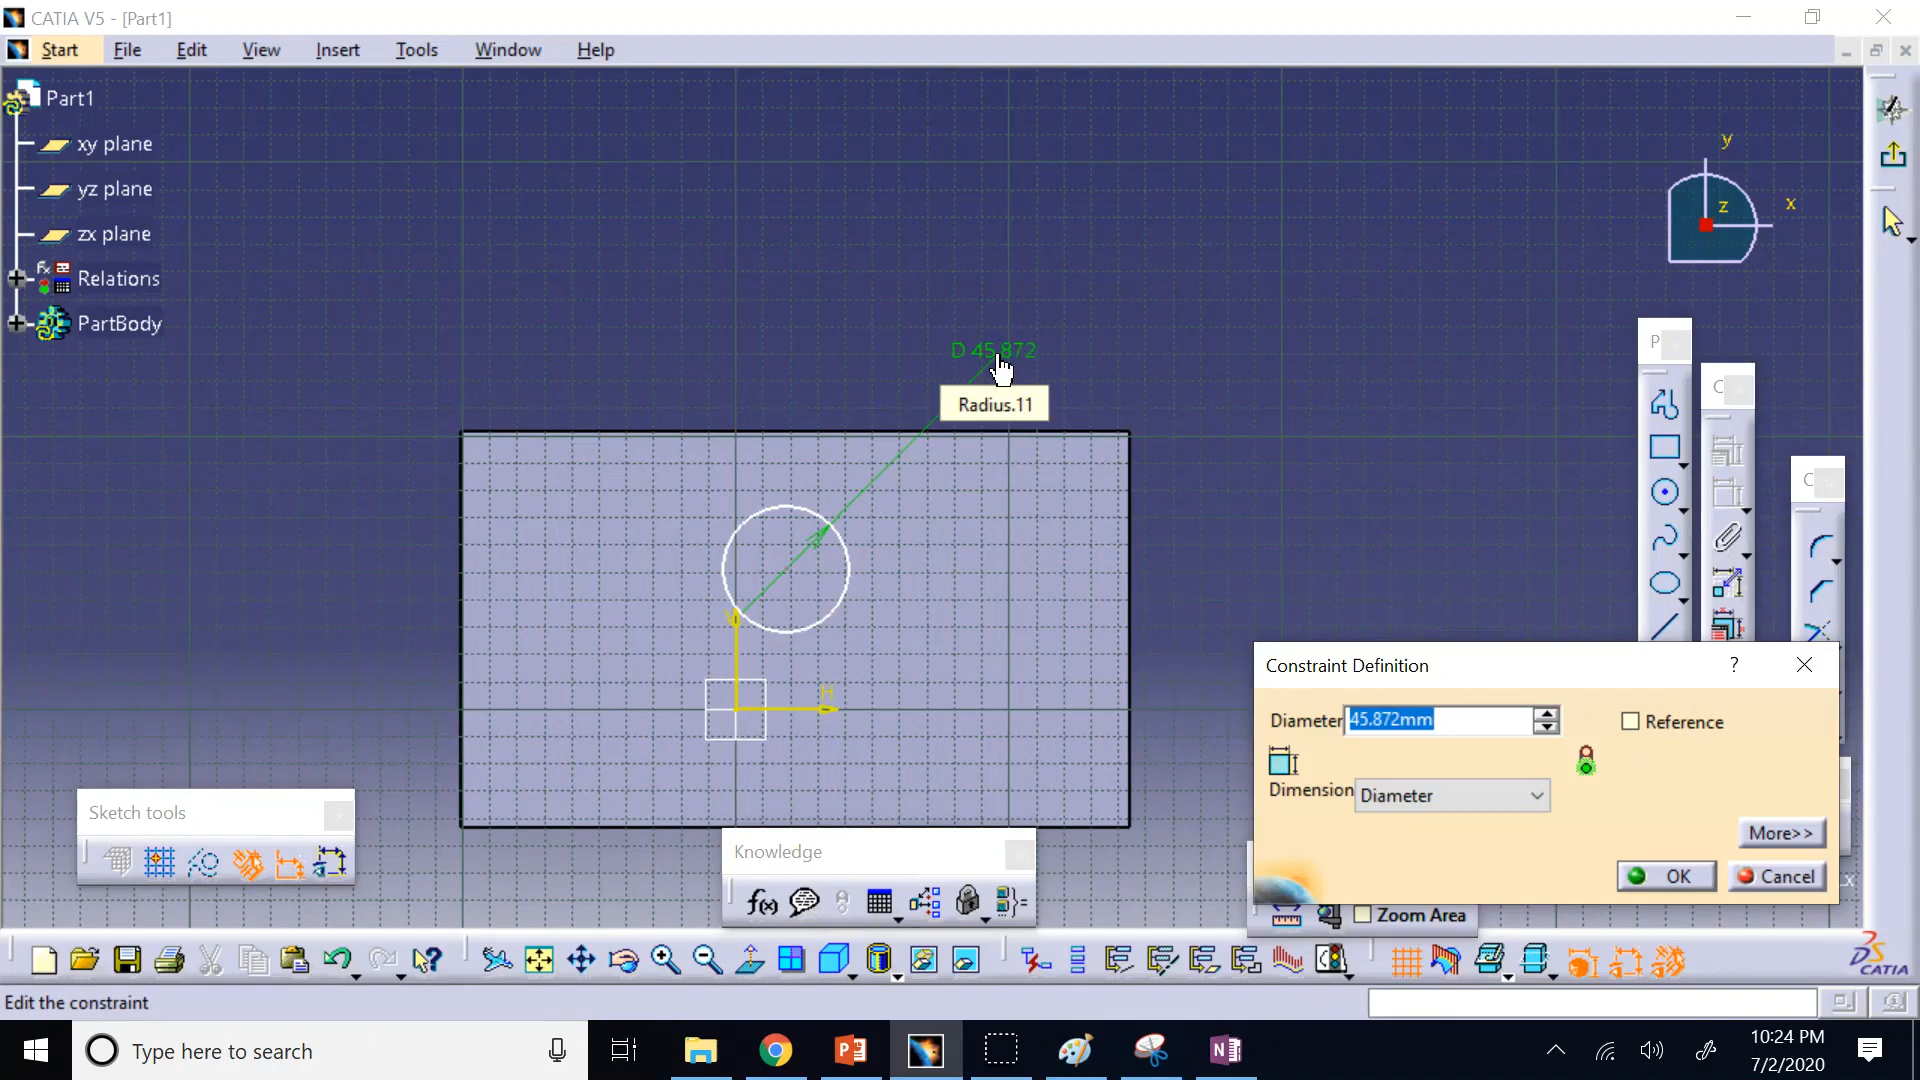 CATIA V5 - [Part1]
Start File Edit View Insert Tools Window Help
Part1
xy plane
yz plane
zx plane
Relations
PartBody
y
z
x
D 45.872
Radius.11
P
C
C
V
H
Constraint Definition ?
Diameter 45.872mm
Reference
Dimension Diameter
More>>
OK Cancel
Sketch tools
Knowledge
f(x)
Zoom Area
CATIA
Edit the constraint
Type here to search
10:24 PM
7/2/2020